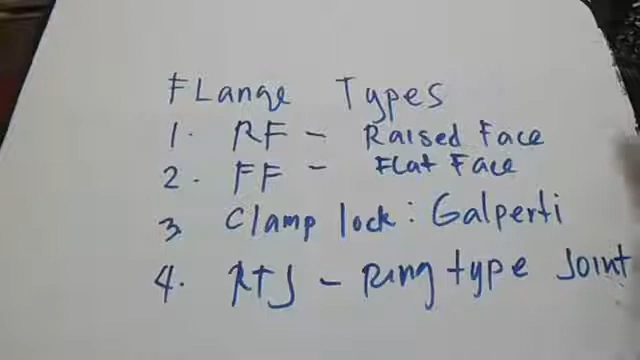 FLange Types
1. RF - Raised Face
2. FF - Flat Face
3 Clamp lock: Galperti
4. RTJ - Ring type Joint